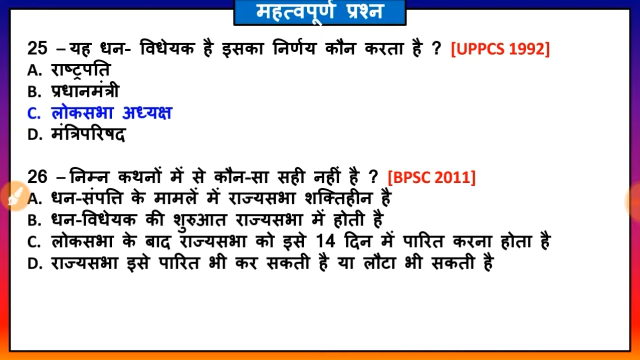 महत्वपूर्ण प्रश्न
25 – यह धन- विधेयक है इसका निर्णय कौन करता है ? [UPPCS 1992]
A. राष्ट्रपति
B. प्रधानमंत्री
C. लोकसभा अध्यक्ष
D. मंत्रिपरिषद
26 – निम्न कथनों में से कौन-सा सही नहीं है ? [BPSC 2011]
A. धन-संपत्ति के मामलें में राज्यसभा शक्तिहीन है
B. धन-विधेयक की शुरुआत राज्यसभा में होती है
C. लोकसभा के बाद राज्यसभा को इसे 14 दिन में पारित करना होता है
D. राज्यसभा इसे पारित भी कर सकती है या लौटा भी सकती है